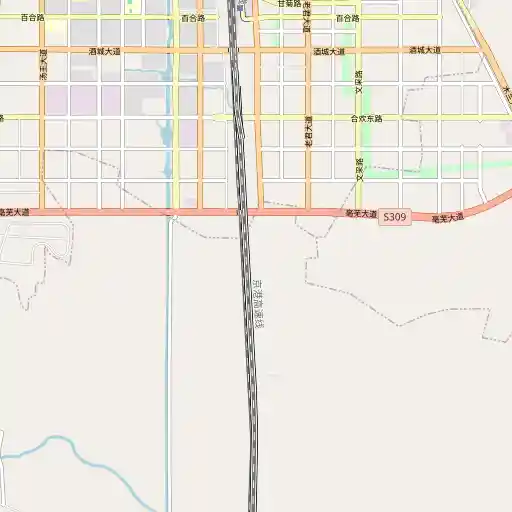 甘菊路
百合路
百合路
百合路
酒城大道
酒城大道
酒城大道
汤王大道
文采路
合欢东路
路
老君大道
文采路
亳芜大道
亳芜大道
S309
亳芜大道
京港高速线